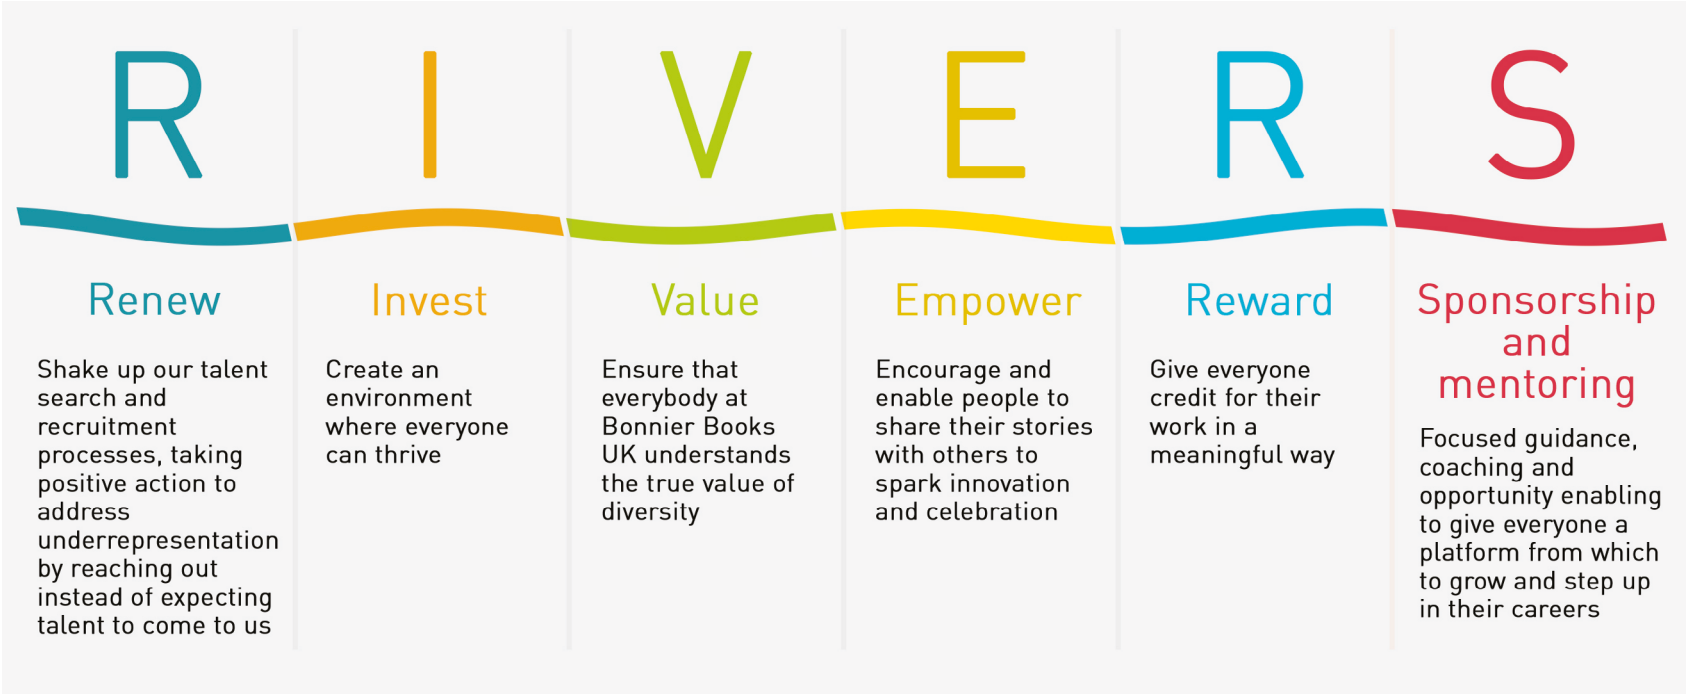 R
I
V
E
R
S
Renew
Shake up our talent
search and
recruitment
processes, taking
positive action to
address
underrepresentation
by reaching out
instead of expecting
talent to come to us
Invest
Create an
environment
where everyone
can thrive
Value
Ensure that
everybody at
Bonnier Books
UK understands
the true value of
diversity
Empower
Encourage and
enable people to
share their stories
with others to
spark innovation
and celebration
Reward
Give everyone
credit for their
work in a
meaningful way
Sponsorship
and
mentoring
Focused guidance,
coaching and
opportunity enabling
to give everyone a
platform from which
to grow and step up
in their careers